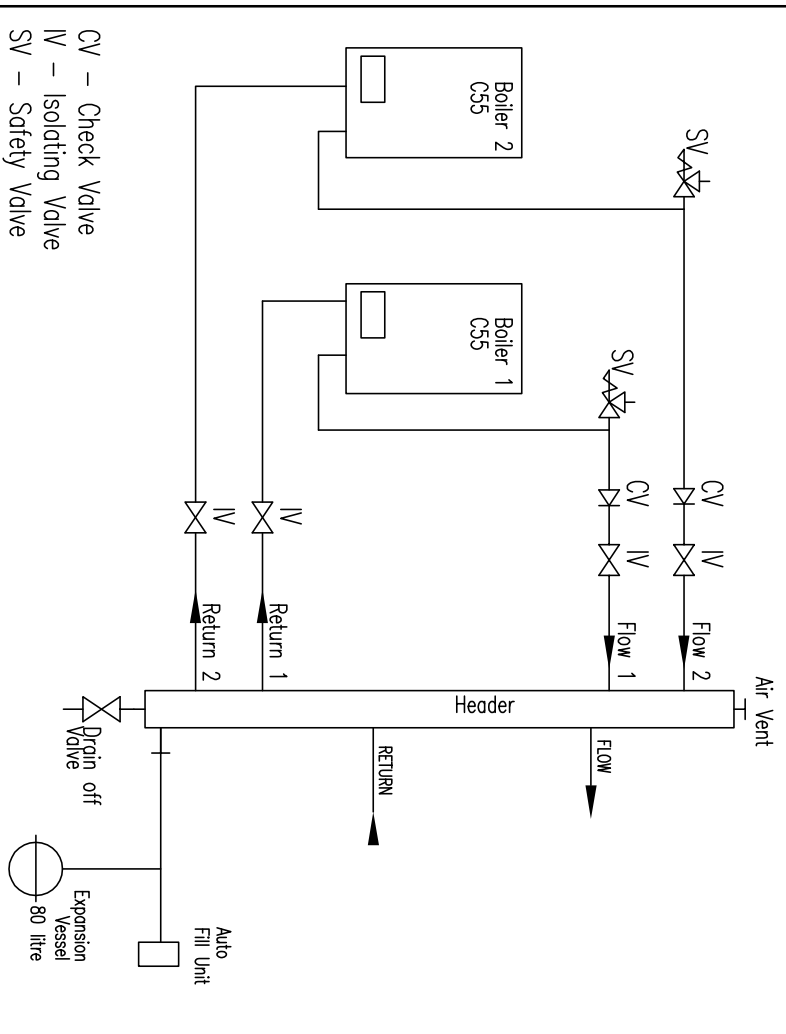 CV - Check Valve
IV - Isolating Valve
SV - Safety Valve
Boiler 2
C55
Boiler 1
C55
SV
SV
CV
IV
CV
IV
IV
IV
Flow 2
Flow 1
Return 1
Return 2
Air Vent
Header
FLOW
RETURN
Drain off
Valve
Expansion
Vessel
80 litre
Auto
Fill Unit